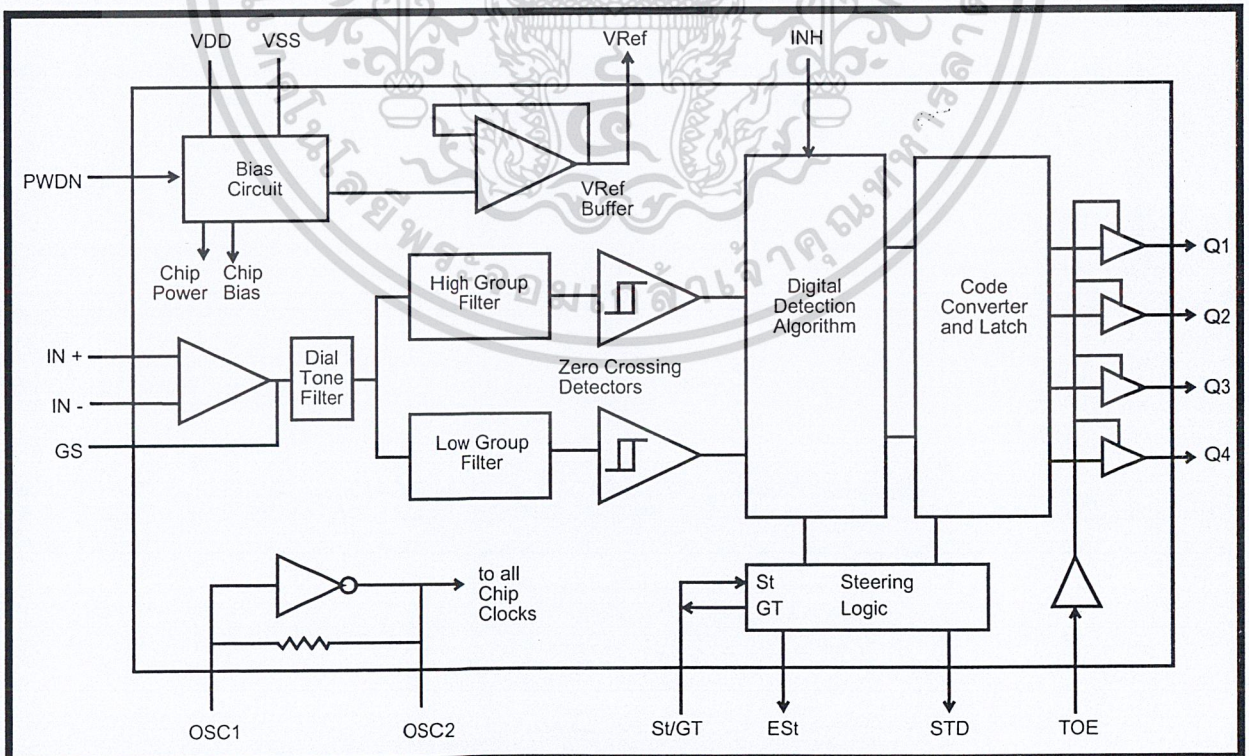 VDD
VSS
VRef
INH
PWDN
Bias
Circuit
VRef
Buffer
Chip
Power
Chip
Bias
High Group
Filter
Digital
Detection
Algorithm
Code
Converter
and Latch
Q1
Q2
Q3
Q4
IN +
IN -
GS
Dial
Tone
Filter
Zero Crossing
Detectors
Low Group
Filter
to all
Chip
Clocks
St
GT
Steering
Logic
OSC1
OSC2
St/GT
ESt
STD
TOE